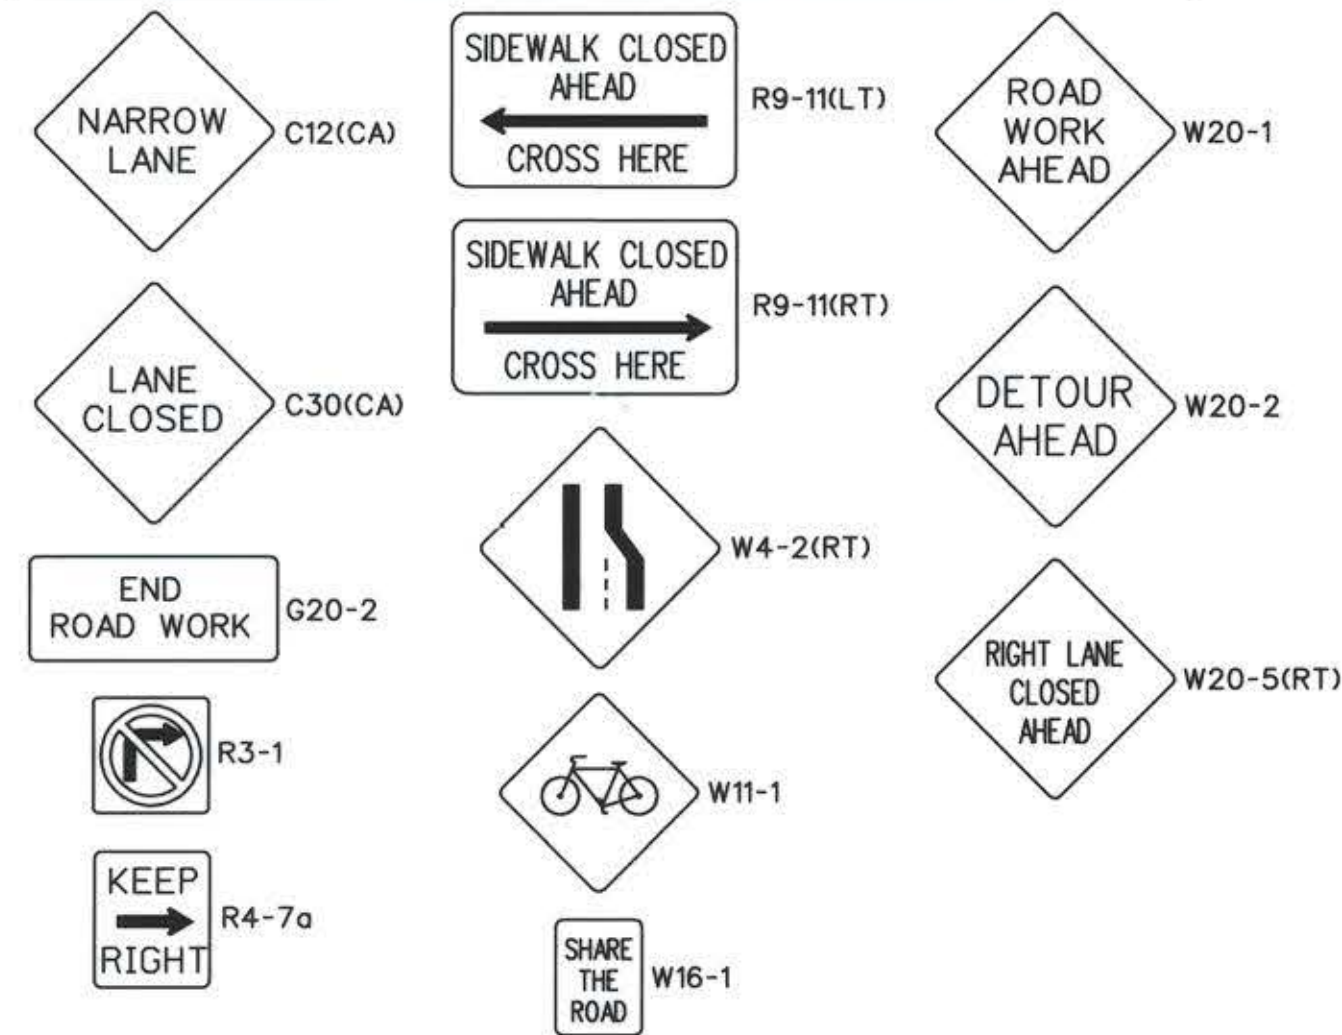 NARROW
LANE
C12(CA)
LANE
CLOSED
C30(CA)
END
ROAD WORK
G20-2
R3-1
KEEP
RIGHT
R4-7a
SIDEWALK CLOSED
AHEAD
CROSS HERE
R9-11(LT)
SIDEWALK CLOSED
AHEAD
CROSS HERE
R9-11(RT)
W4-2(RT)
W11-1
SHARE
THE
ROAD
W16-1
ROAD
WORK
AHEAD
W20-1
DETOUR
AHEAD
W20-2
RIGHT LANE
CLOSED
AHEAD
W20-5(RT)